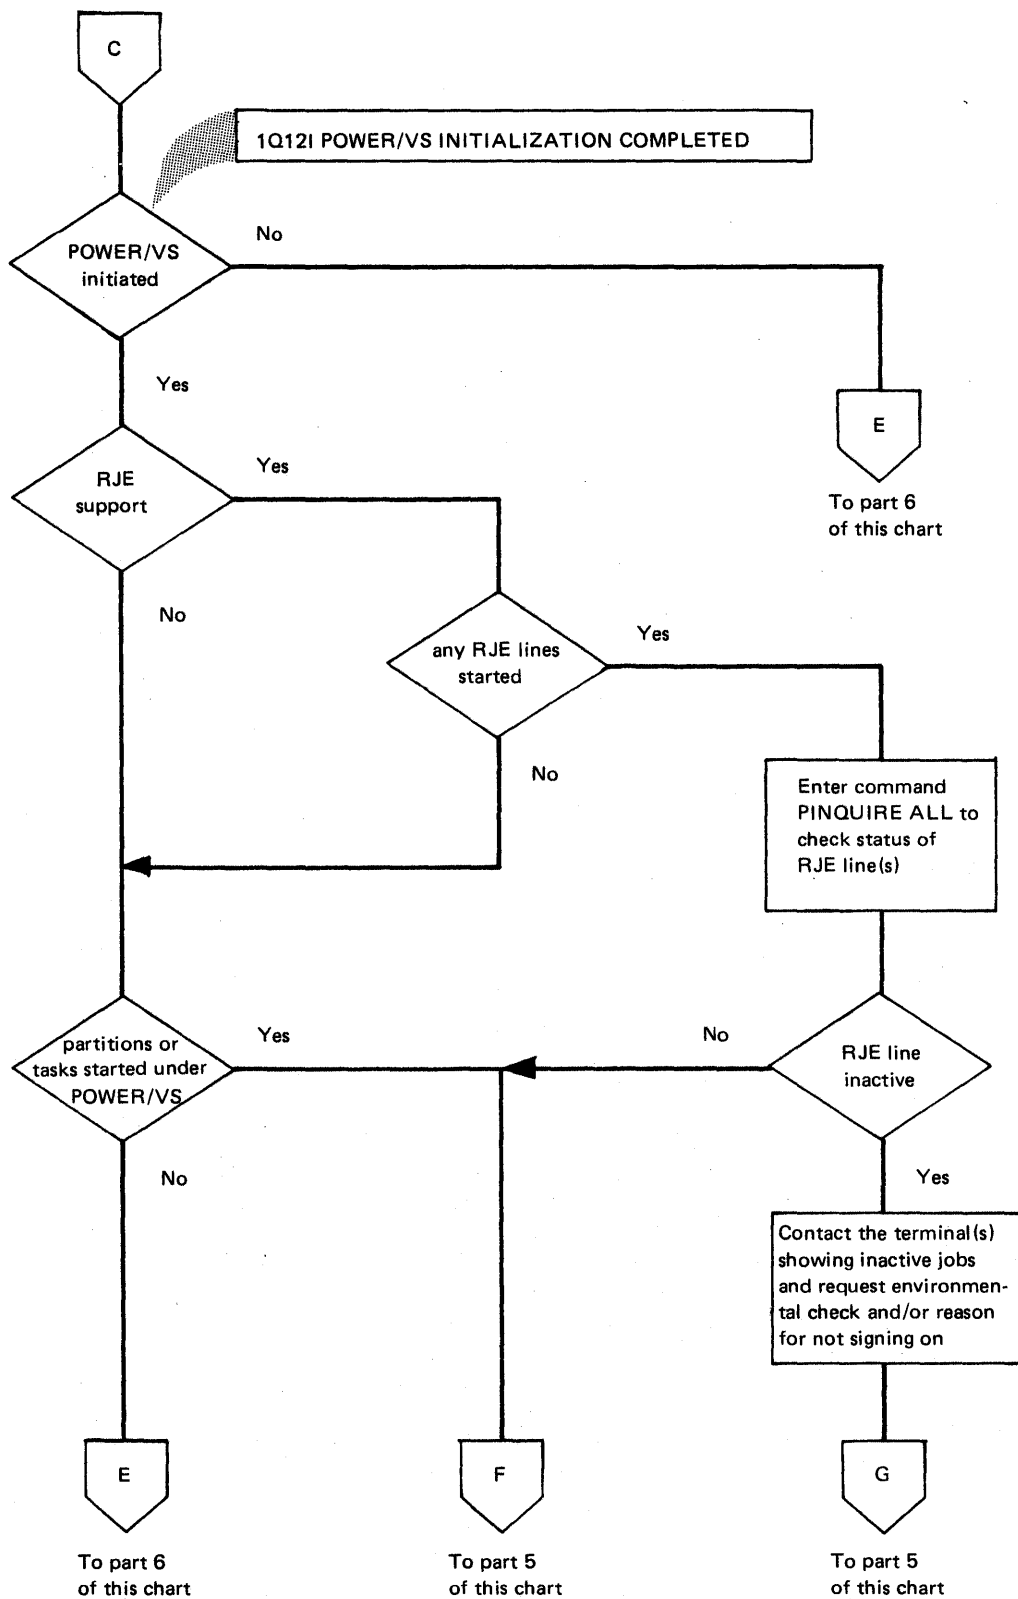 C
1Q12I POWER/VS INITIALIZATION COMPLETED
POWER/VS
initiated
No
Yes
E
To part 6
of this chart
RJE
support
Yes
No
any RJE lines
started
Yes
No
Enter command
PINQUIRE ALL to
check status of
RJE line(s)
partitions or
tasks started under
POWER/VS
Yes
No
No
RJE line
inactive
Yes
Contact the terminal(s)
showing inactive jobs
and request environmen-
tal check and/or reason
for not signing on
E
F
G
To part 6
of this chart
To part 5
of this chart
To part 5
of this chart